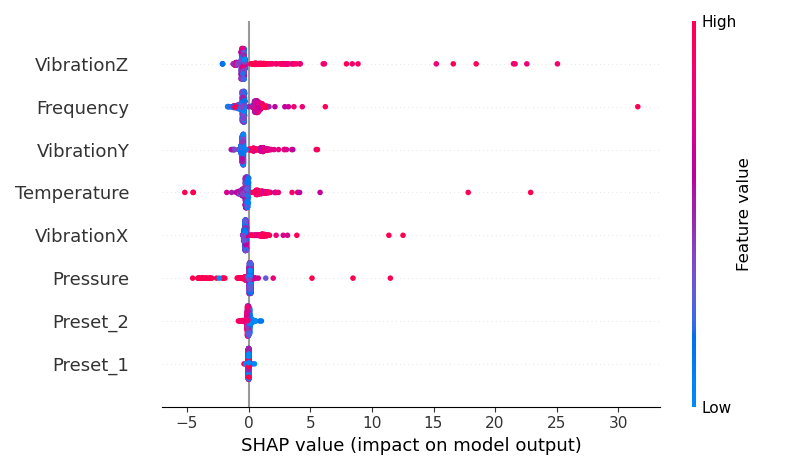 High
VibrationZ
Frequency
VibrationY
Temperature
VibrationX
Pressure
Preset_2
Preset_1
Feature value
Low
−5 0 5 10 15 20 25 30
SHAP value (impact on model output)